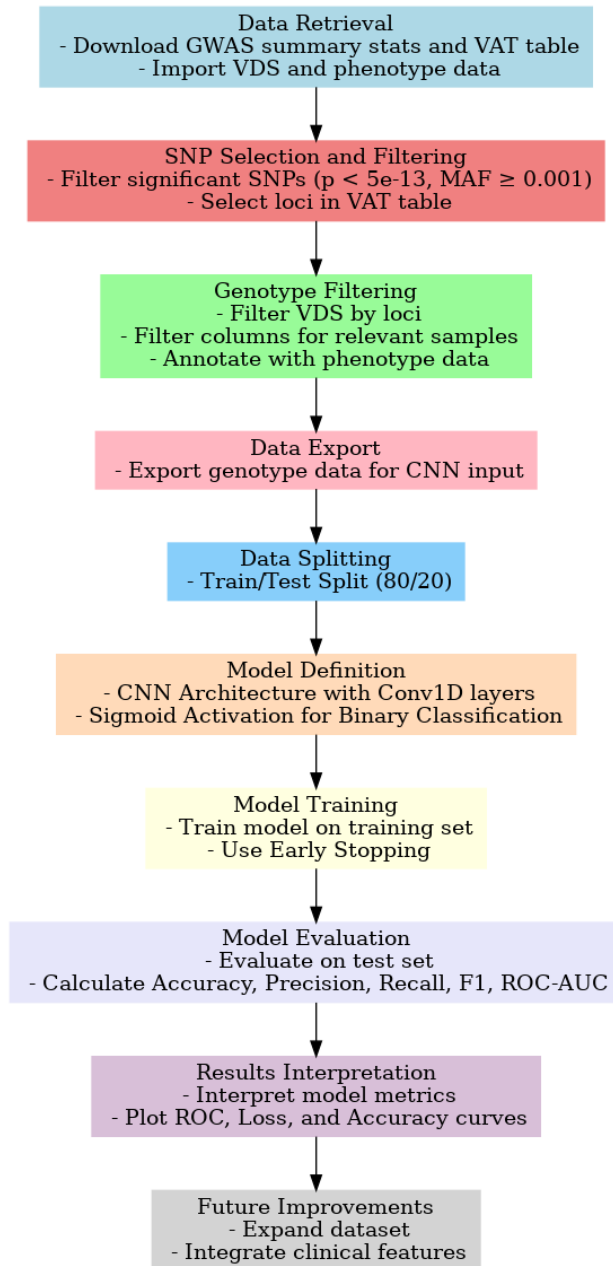 Data Retrieval
- Download GWAS summary stats and VAT table
- Import VDS and phenotype data
SNP Selection and Filtering
- Filter significant SNPs (p < 5e-13, MAF ≥ 0.001)
- Select loci in VAT table
Genotype Filtering
- Filter VDS by loci
- Filter columns for relevant samples
- Annotate with phenotype data
Data Export
- Export genotype data for CNN input
Data Splitting
- Train/Test Split (80/20)
Model Definition
- CNN Architecture with Conv1D layers
- Sigmoid Activation for Binary Classification
Model Training
- Train model on training set
- Use Early Stopping
Model Evaluation
- Evaluate on test set
- Calculate Accuracy, Precision, Recall, F1, ROC-AUC
Results Interpretation
- Interpret model metrics
- Plot ROC, Loss, and Accuracy curves
Future Improvements
- Expand dataset
- Integrate clinical features